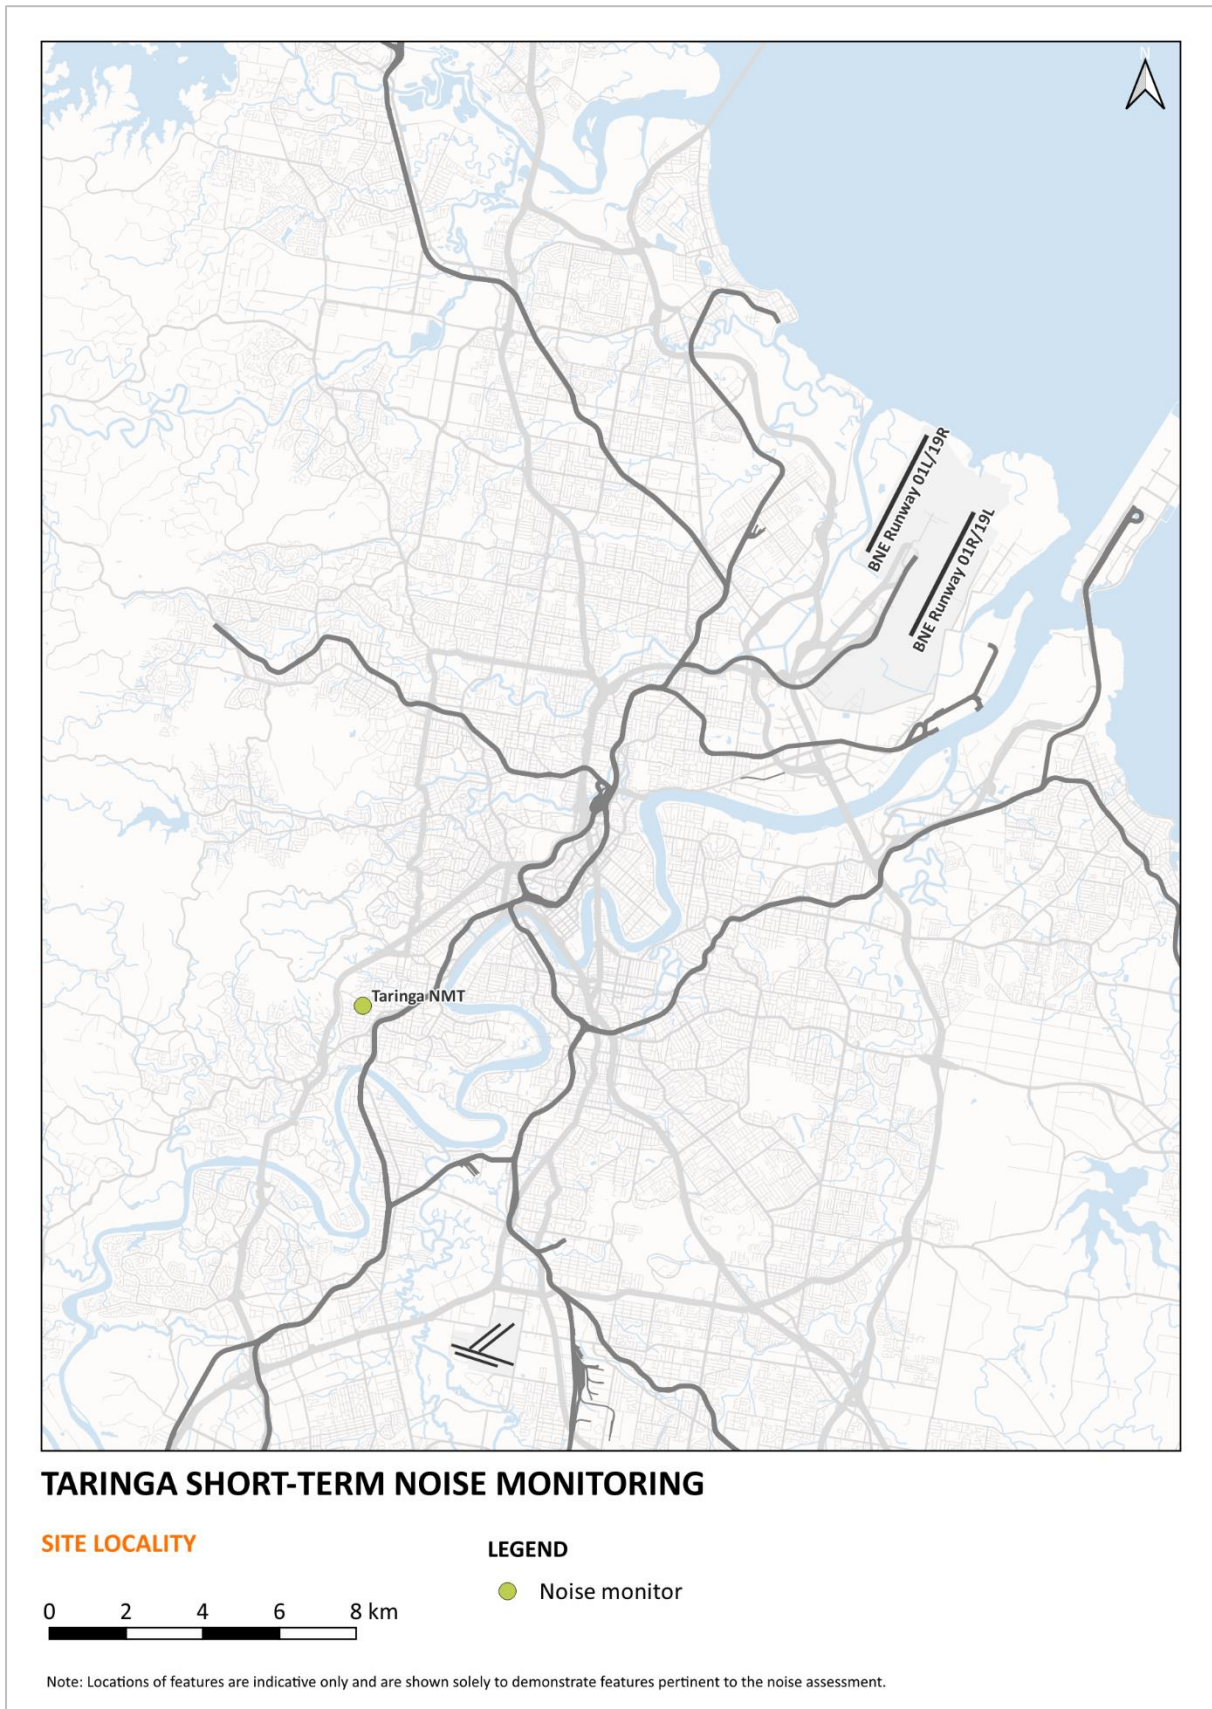 N
BNE Runway 01L/19R
BNE Runway 01R/19L
Taringa NMT
TARINGA SHORT-TERM NOISE MONITORING
SITE LOCALITY
LEGEND
Noise monitor
0 2 4 6 8 km
Note: Locations of features are indicative only and are shown solely to demonstrate features pertinent to the noise assessment.